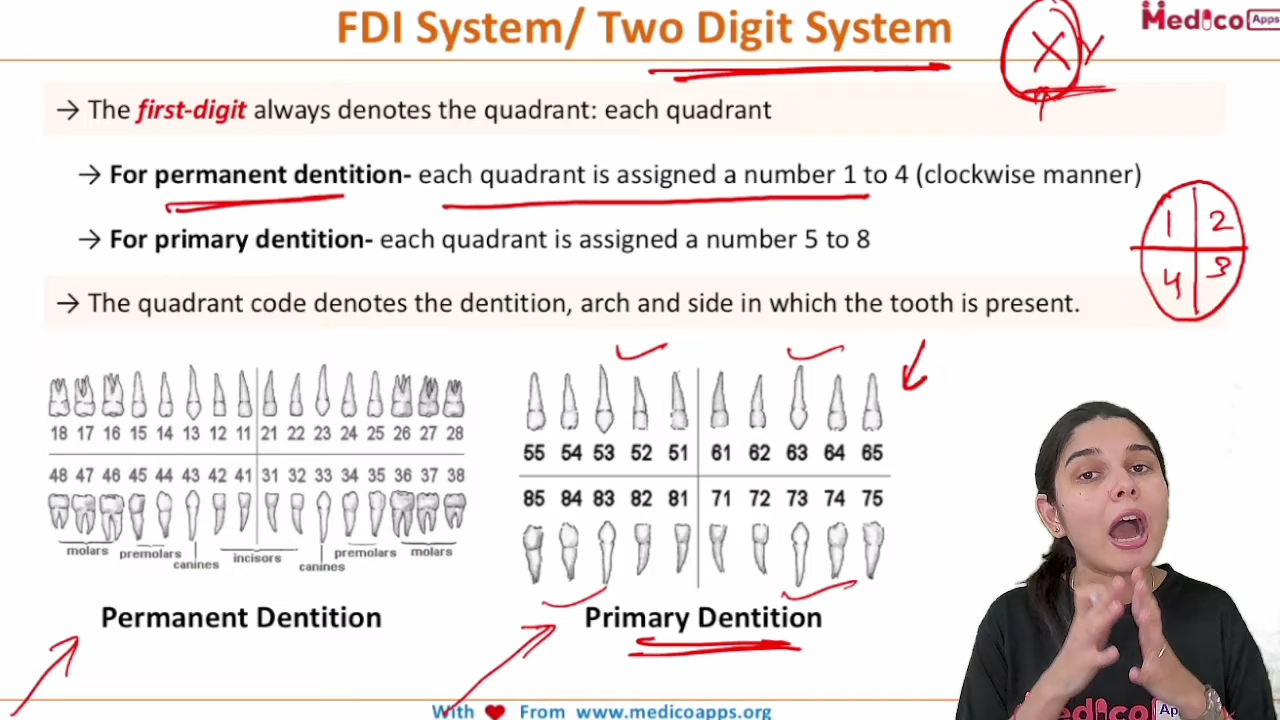 FDI System/ Two Digit System
Medico Apps
X Y
→ The first-digit always denotes the quadrant: each quadrant
→ For permanent dentition- each quadrant is assigned a number 1 to 4 (clockwise manner)
→ For primary dentition- each quadrant is assigned a number 5 to 8
1 2
4 3
→ The quadrant code denotes the dentition, arch and side in which the tooth is present.
18 17 16 15 14 13 12 11 21 22 23 24 25 26 27 28
48 47 46 45 44 43 42 41 31 32 33 34 35 36 37 38
molars premolars canines incisors canines premolars molars
Permanent Dentition
55 54 53 52 51 61 62 63 64 65
85 84 83 82 81 71 72 73 74 75
Primary Dentition
medico Ap
With ❤ From www.medicoapps.org